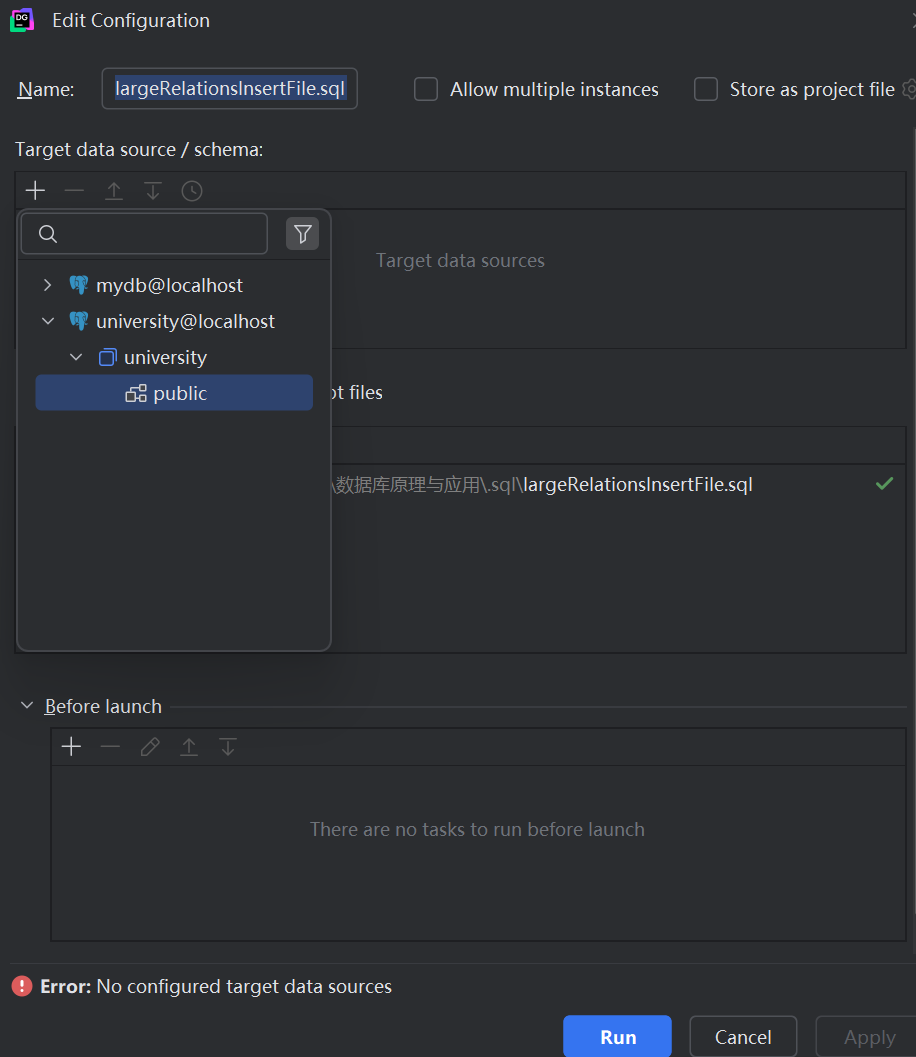 DG
Edit Configuration
Name: largeRelationsInsertFile.sql Allow multiple instances Store as project file
Target data source / schema:
Target data sources
mydb@localhost
university@localhost
university
public
pt files
\数据库原理与应用\.sql\largeRelationsInsertFile.sql
Before launch
There are no tasks to run before launch
Error: No configured target data sources
Run Cancel Apply